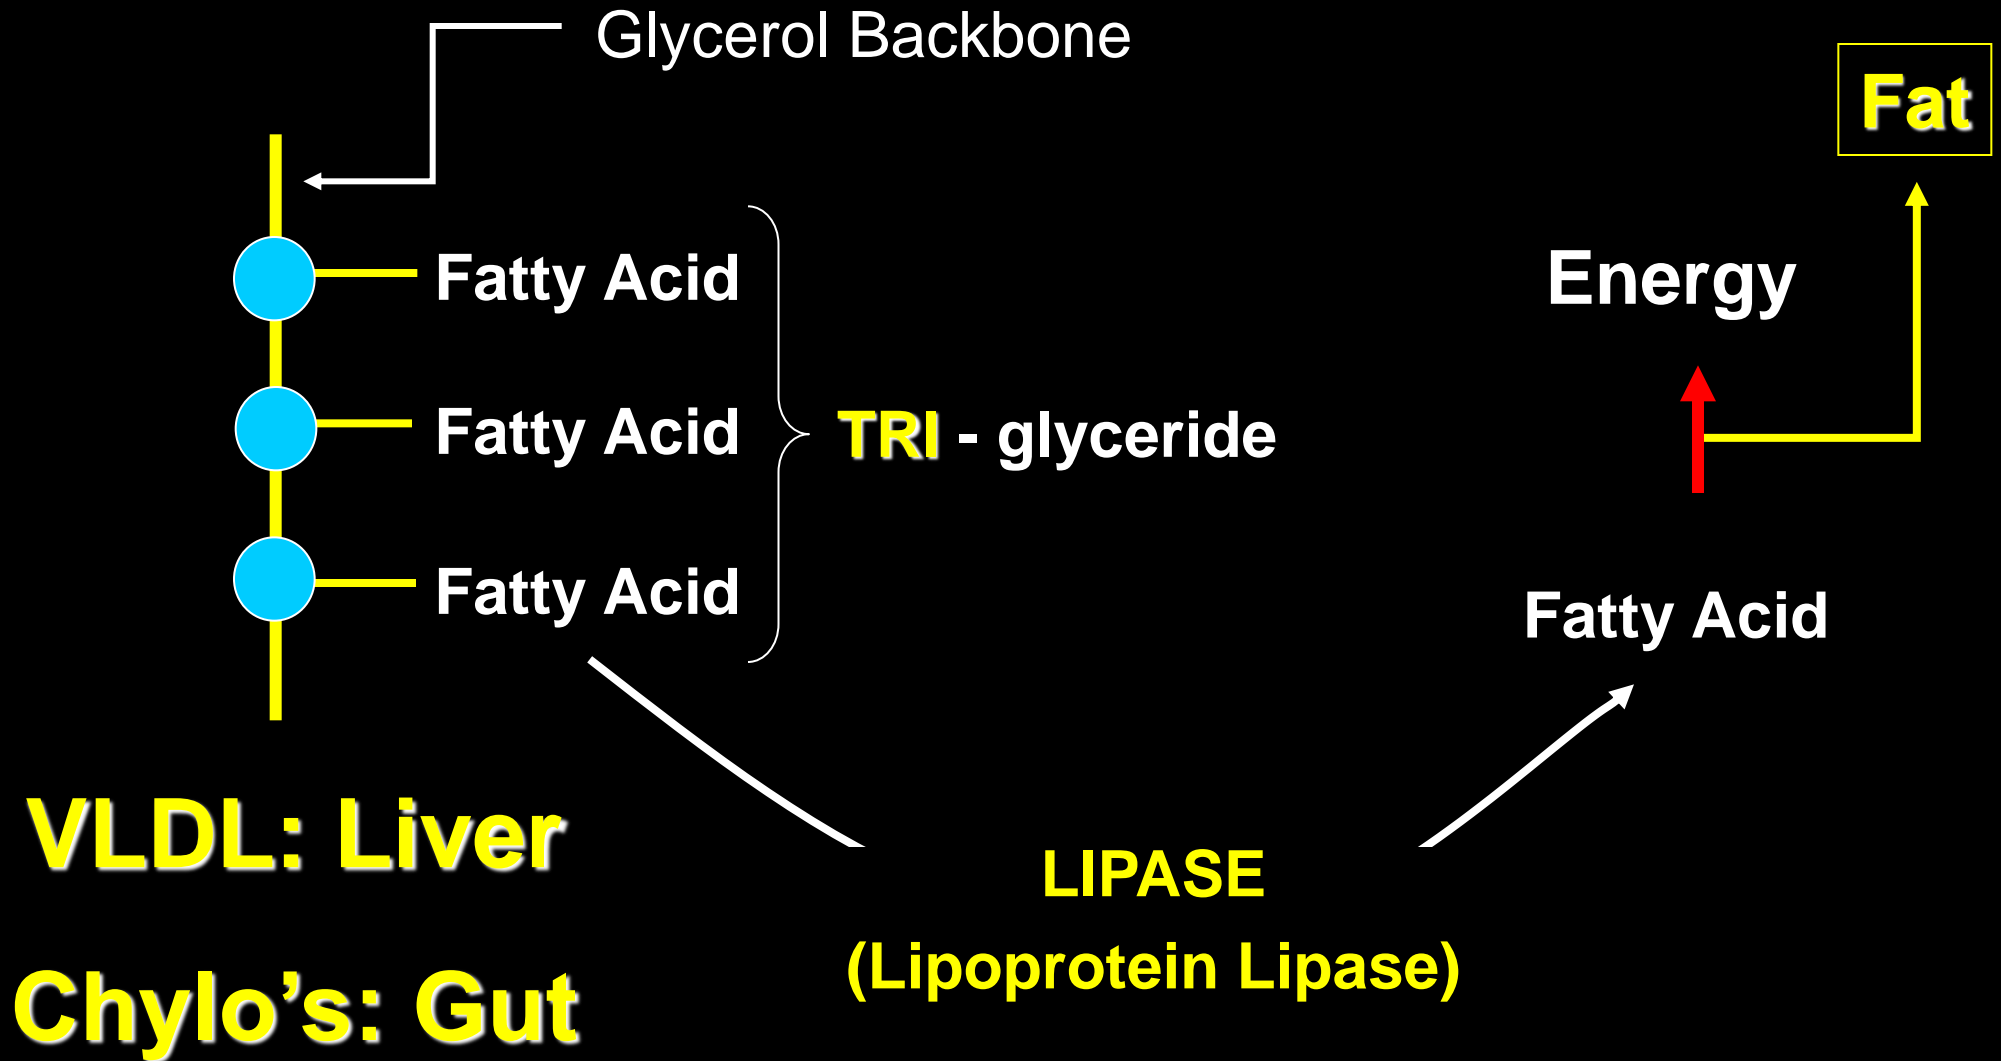 Glycerol Backbone
Fat
Fatty Acid
Energy
Fatty Acid
TRI - glyceride
Fatty Acid
Fatty Acid
VLDL: Liver
LIPASE
(Lipoprotein Lipase)
Chylo’s: Gut